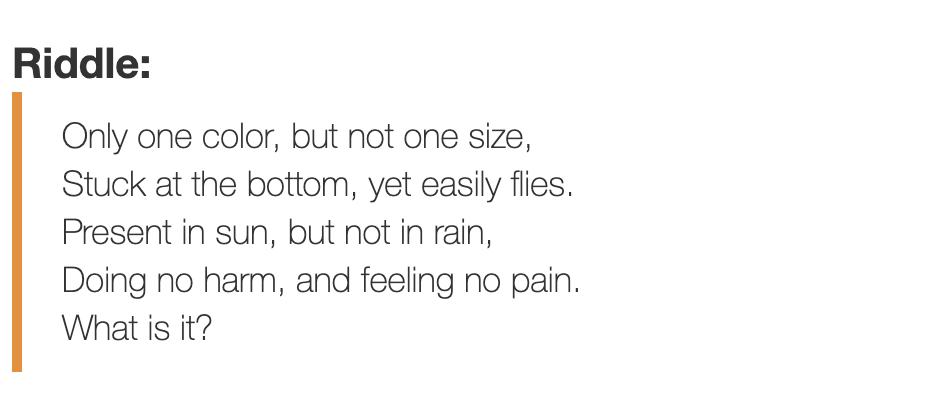 Riddle:
Only one color, but not one size,
Stuck at the bottom, yet easily flies.
Present in sun, but not in rain,
Doing no harm, and feeling no pain.
What is it?